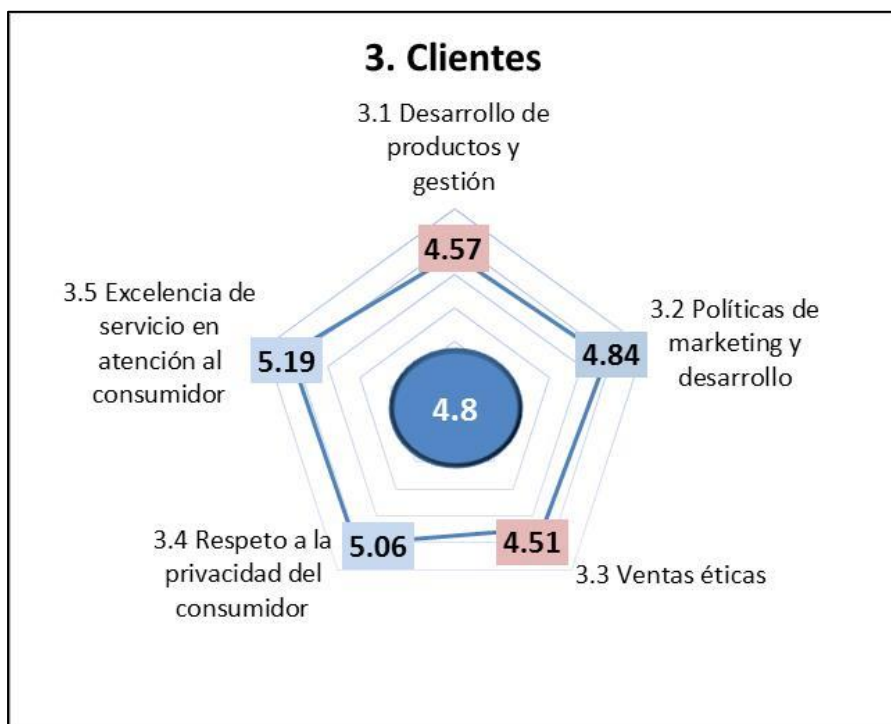 3. Clientes
3.1 Desarrollo de
productos y
gestión
4.57
3.5 Excelencia de
servicio en
atención al
consumidor
5.19
3.2 Políticas de
marketing y
desarrollo
4.84
4.8
3.4 Respeto a la
privacidad del
consumidor
5.06
4.51
3.3 Ventas éticas